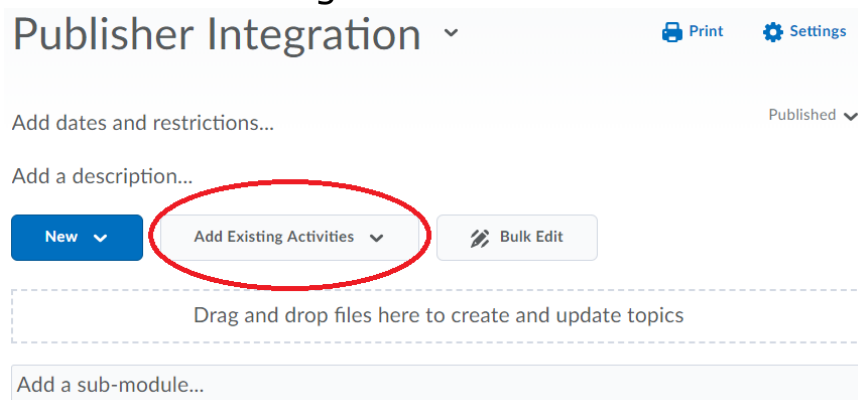 Publisher Integration
Print
Settings
Add dates and restrictions...
Published
Add a description...
New
Add Existing Activities
Bulk Edit
Drag and drop files here to create and update topics
Add a sub-module...